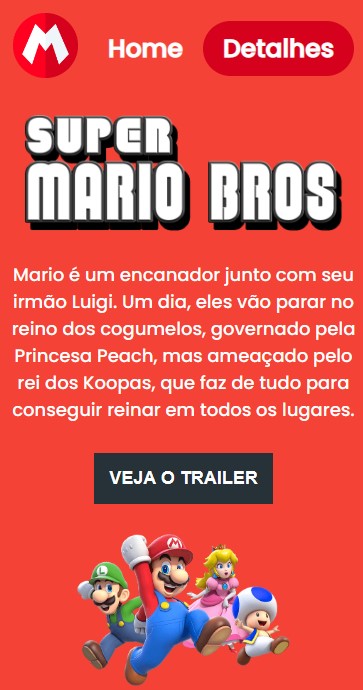 M
Home Detalhes
SUPER
MARIO BROS
Mario é um encanador junto com seu
irmão Luigi. Um dia, eles vão parar no
reino dos cogumelos, governado pela
Princesa Peach, mas ameaçado pelo
rei dos Koopas, que faz de tudo para
conseguir reinar em todos os lugares.
VEJA O TRAILER